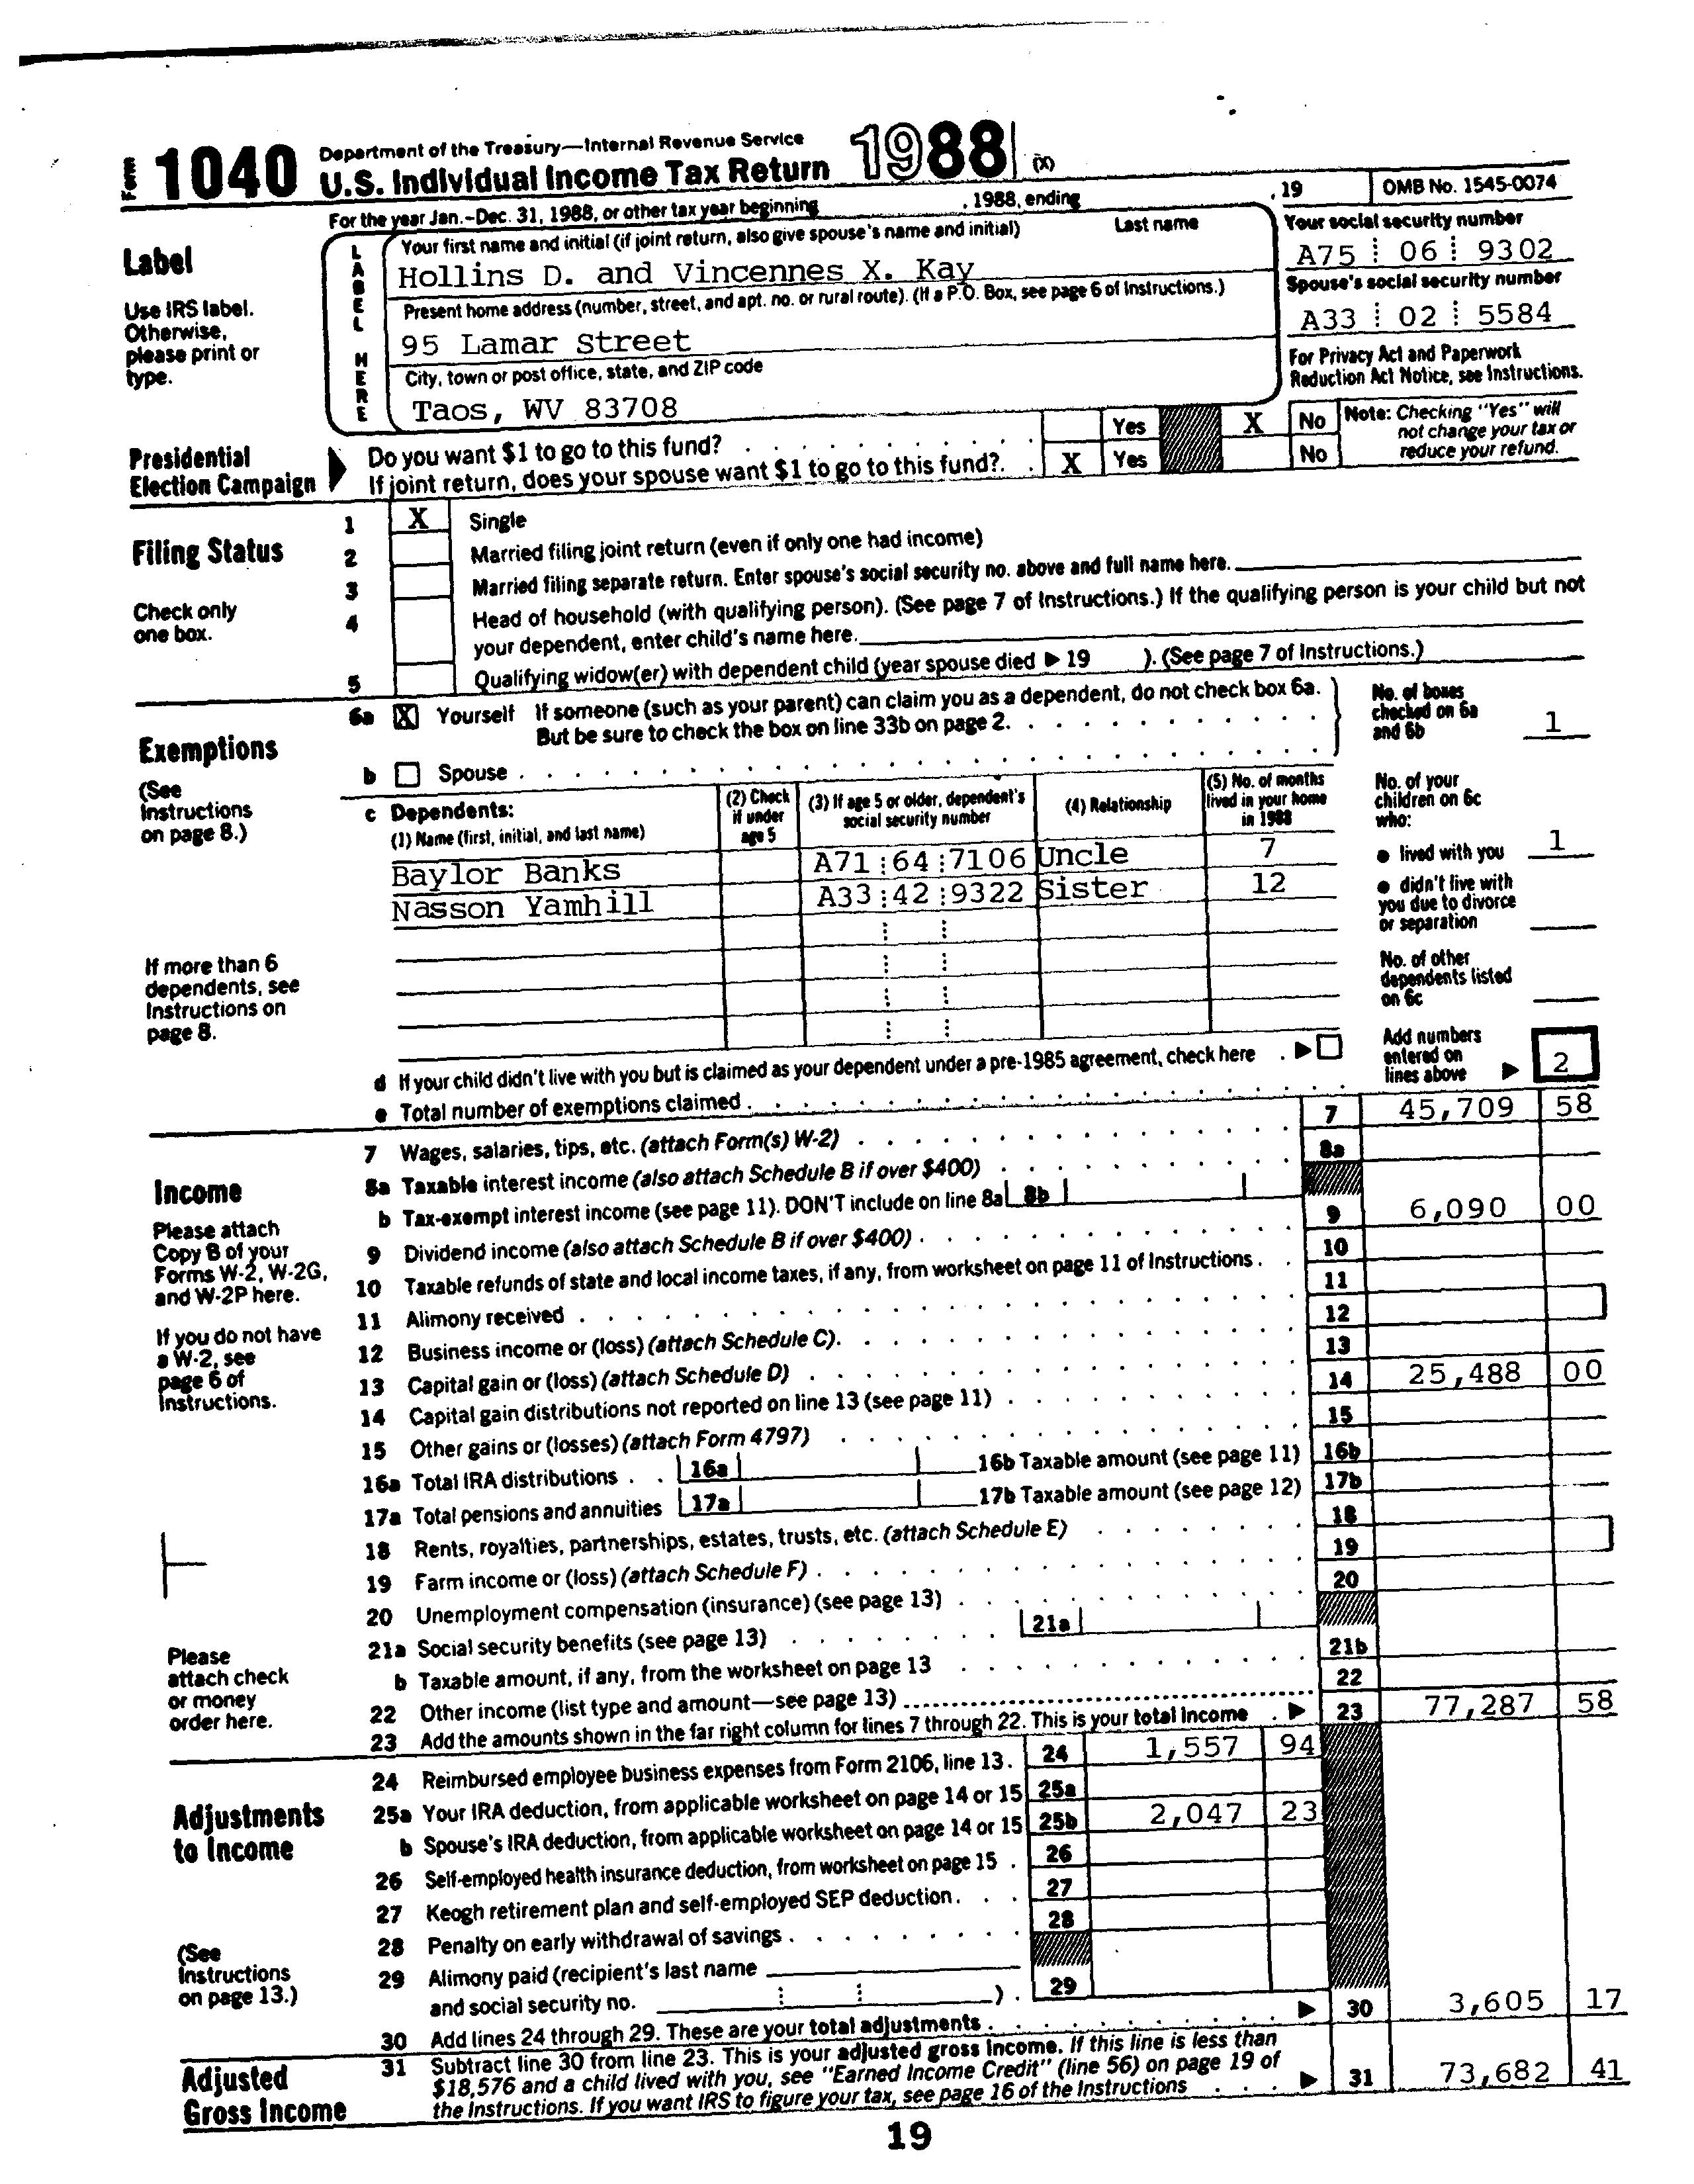 Form 1040 Department of the Treasury—Internal Revenue Service
U.S. Individual Income Tax Return 1988 (X)
For the year Jan.-Dec. 31, 1988, or other tax year beginning , 1988, ending , 19 OMB No. 1545-0074
Label
Use IRS label.
Otherwise,
please print or
type.
LABEL HERE
Your first name and initial (if joint return, also give spouse's name and initial) Last name
Hollins D. and Vincennes X. Kay
Your social security number
A75 06 9302
Present home address (number, street, and apt. no. or rural route). (If a P.O. Box, see page 6 of Instructions.)
95 Lamar Street
Spouse's social security number
A33 02 5584
City, town or post office, state, and ZIP code
Taos, WV 83708
For Privacy Act and Paperwork
Reduction Act Notice, see Instructions.
Presidential
Election Campaign
Do you want $1 to go to this fund? Yes X No
If joint return, does your spouse want $1 to go to this fund? X Yes No
Note: Checking "Yes" will
not change your tax or
reduce your refund.
Filing Status
Check only
one box.
1 X Single
2 Married filing joint return (even if only one had income)
3 Married filing separate return. Enter spouse's social security no. above and full name here.
4 Head of household (with qualifying person). (See page 7 of Instructions.) If the qualifying person is your child but not
your dependent, enter child's name here.
5 Qualifying widow(er) with dependent child (year spouse died ▶ 19 ). (See page 7 of Instructions.)
Exemptions
(See
Instructions
on page 8.)
6a X Yourself If someone (such as your parent) can claim you as a dependent, do not check box 6a.
But be sure to check the box on line 33b on page 2.
b Spouse
No. of boxes
checked on 6a
and 6b 1
c Dependents:
(1) Name (first, initial, and last name)
(2) Check
if under
age 5
(3) If age 5 or older, dependent's
social security number
(4) Relationship
(5) No. of months
lived in your home
in 1988
Baylor Banks A71 64 7106 Uncle 7
Nasson Yamhill A33 42 9322 Sister 12
No. of your
children on 6c
who:
● lived with you 1
● didn't live with
you due to divorce
or separation
No. of other
dependents listed
on 6c
If more than 6
dependents, see
Instructions on
page 8.
d If your child didn't live with you but is claimed as your dependent under a pre-1985 agreement, check here ▶
e Total number of exemptions claimed
Add numbers
entered on
lines above ▶ 2
Income
Please attach
Copy B of your
Forms W-2, W-2G,
and W-2P here.
If you do not have
a W-2, see
page 6 of
Instructions.
Please
attach check
or money
order here.
7 Wages, salaries, tips, etc. (attach Form(s) W-2) 7 45,709 58
8a Taxable interest income (also attach Schedule B if over $400) 8a
b Tax-exempt interest income (see page 11). DON'T include on line 8a 8b
9 Dividend income (also attach Schedule B if over $400) 9 6,090 00
10 Taxable refunds of state and local income taxes, if any, from worksheet on page 11 of Instructions. 10
11 Alimony received 11
12 Business income or (loss) (attach Schedule C). 12
13 Capital gain or (loss) (attach Schedule D) 13
14 Capital gain distributions not reported on line 13 (see page 11) 14 25,488 00
15 Other gains or (losses) (attach Form 4797) 15
16a Total IRA distributions 16a 16b Taxable amount (see page 11) 16b
17a Total pensions and annuities 17a 17b Taxable amount (see page 12) 17b
18 Rents, royalties, partnerships, estates, trusts, etc. (attach Schedule E) 18
19 Farm income or (loss) (attach Schedule F) 19
20 Unemployment compensation (insurance) (see page 13) 20
21a Social security benefits (see page 13) 21a
b Taxable amount, if any, from the worksheet on page 13 21b
22 Other income (list type and amount—see page 13) 22
23 Add the amounts shown in the far right column for lines 7 through 22. This is your total income ▶ 23 77,287 58
Adjustments
to Income
(See
Instructions
on page 13.)
24 Reimbursed employee business expenses from Form 2106, line 13. 24 1,557 94
25a Your IRA deduction, from applicable worksheet on page 14 or 15 25a
b Spouse's IRA deduction, from applicable worksheet on page 14 or 15 25b 2,047 23
26 Self-employed health insurance deduction, from worksheet on page 15 26
27 Keogh retirement plan and self-employed SEP deduction 27
28 Penalty on early withdrawal of savings 28
29 Alimony paid (recipient's last name
and social security no. ) 29
30 Add lines 24 through 29. These are your total adjustments ▶ 30 3,605 17
Adjusted
Gross Income
31 Subtract line 30 from line 23. This is your adjusted gross income. If this line is less than
$18,576 and a child lived with you, see "Earned Income Credit" (line 56) on page 19 of
the Instructions. If you want IRS to figure your tax, see page 16 of the Instructions ▶ 31 73,682 41
19